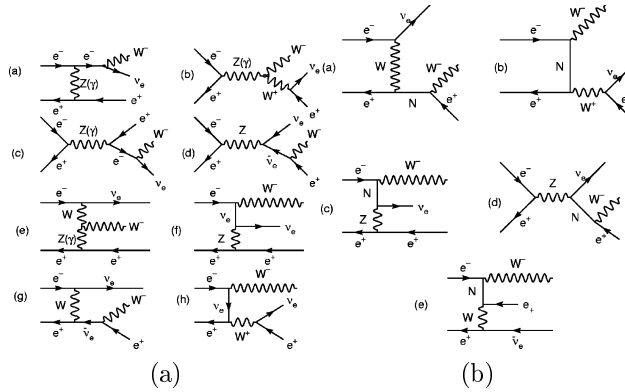 (a)
e⁻
e⁻
W⁻
Z(γ)
ν_e
e⁺
e⁺
(b)
e⁻
Z(γ)
W⁻
W⁺
ν_e
e⁺
e⁺
(c)
e⁻
Z(γ)
e⁺
e⁺
e⁻
W⁻
ν_e
(d)
e⁻
Z
ν_e
e⁺
ν̄_e
W⁻
e⁺
(e)
e⁻
ν_e
W
W⁻
Z(γ)
e⁺
e⁺
(f)
e⁻
W⁻
ν_e
ν_e
Z
e⁺
e⁺
(g)
e⁻
ν_e
W
W⁻
e⁺
ν̄_e
e⁺
(h)
e⁻
W⁻
ν_e
ν_e
W⁺
e⁺
e⁺
(a)
(a)
e⁻
ν_e
W
W⁻
e⁺
N
e⁺
(b)
e⁻
W⁻
N
ν_e
e⁺
W⁺
e⁺
(c)
e⁻
W⁻
N
ν_e
Z
e⁺
e⁺
(d)
e⁻
ν_e
Z
W⁻
e⁺
N
e⁺
(e)
e⁻
W⁻
N
e₊
W
e⁺
ν̄_e
(b)